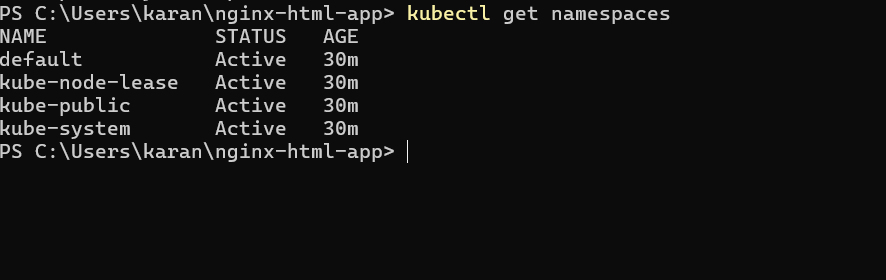 PS C:\Users\karan\nginx-html-app> kubectl get namespaces
NAME              STATUS   AGE
default           Active   30m
kube-node-lease   Active   30m
kube-public       Active   30m
kube-system       Active   30m
PS C:\Users\karan\nginx-html-app>